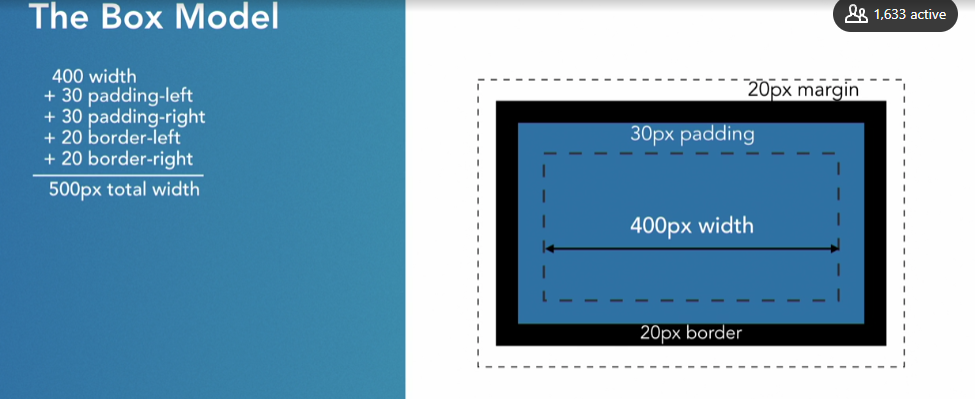 The Box Model
1,633 active
400 width
+ 30 padding-left
+ 30 padding-right
+ 20 border-left
+ 20 border-right
500px total width
20px margin
30px padding
400px width
20px border